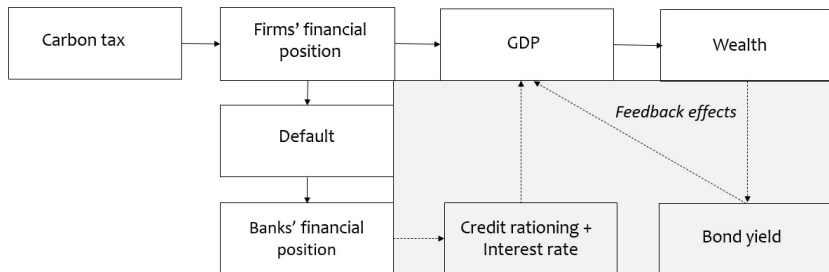 Carbon tax
Firms' financial
position
GDP
Wealth
Feedback effects
Default
Banks' financial
position
Credit rationing +
Interest rate
Bond yield